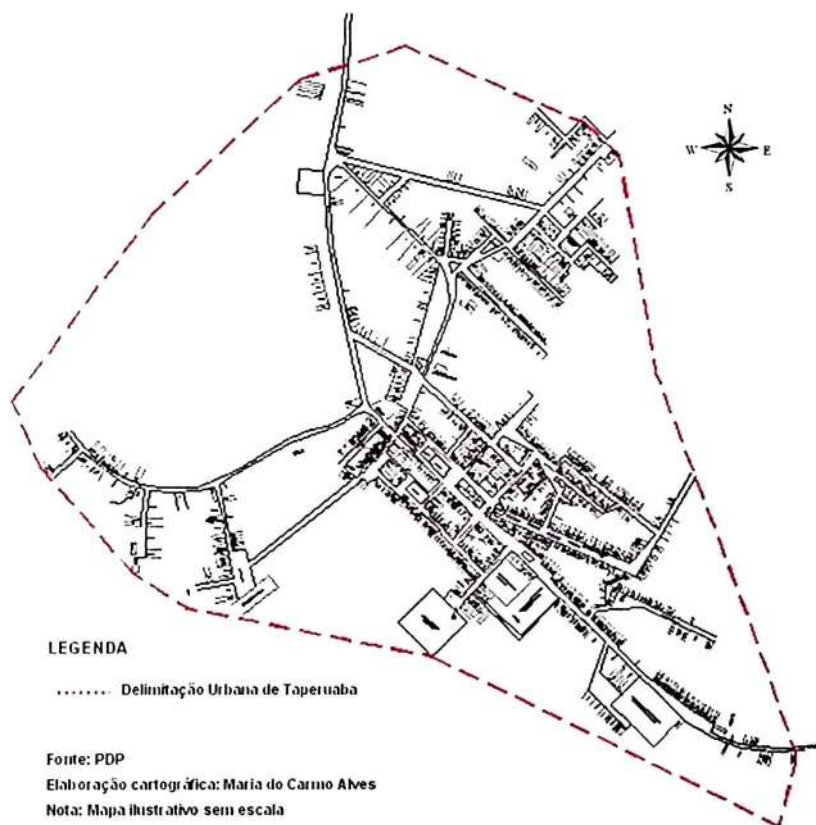 N
W E
S
LEGENDA
Delimitação Urbana de Taperuaba
Fonte: PDP
Elaboração cartográfica: Maria do Carmo Alves
Nota: Mapa ilustrativo sem escala